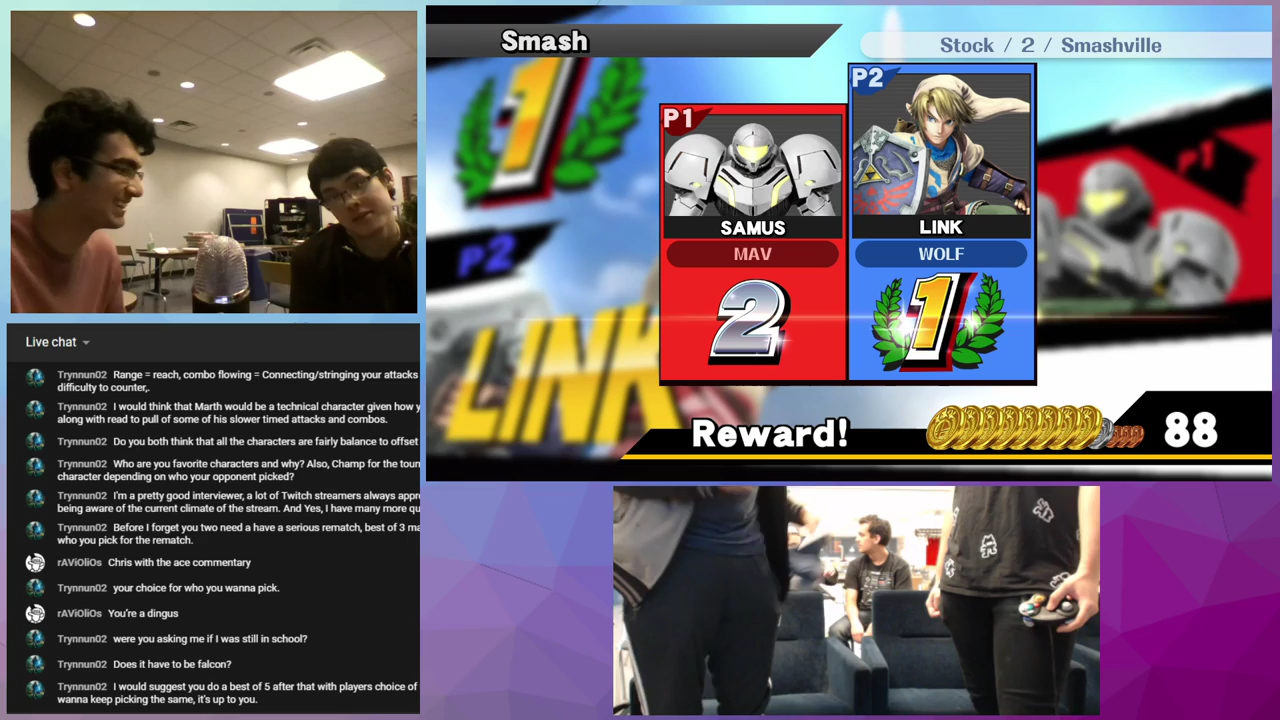 Smash
Stock / 2 / Smashville
1
P2
LINK
P1
P1
SAMUS
MAV
2
P2
LINK
WOLF
1
Reward!
88
Live chat
Trynnun02 Range = reach, combo flowing = Connecting/stringing your attacks
difficulty to counter,.
Trynnun02 I would think that Marth would be a technical character given how y
along with read to pull of some of his slower timed attacks and combos.
Trynnun02 Do you both think that all the characters are fairly balance to offset
Trynnun02 Who are you favorite characters and why? Also, Champ for the tour
character depending on who your opponent picked?
Trynnun02 I'm a pretty good interviewer, a lot of Twitch streamers always appr
being aware of the current climate of the stream. And Yes, I have many more qu
Trynnun02 Before I forget you two need a have a serious rematch, best of 3 ma
who you pick for the rematch.
rAViOliOs Chris with the ace commentary
Trynnun02 your choice for who you wanna pick.
rAViOliOs You're a dingus
Trynnun02 were you asking me if I was still in school?
Trynnun02 Does it have to be falcon?
Trynnun02 I would suggest you do a best of 5 after that with players choice of
wanna keep picking the same, it's up to you.